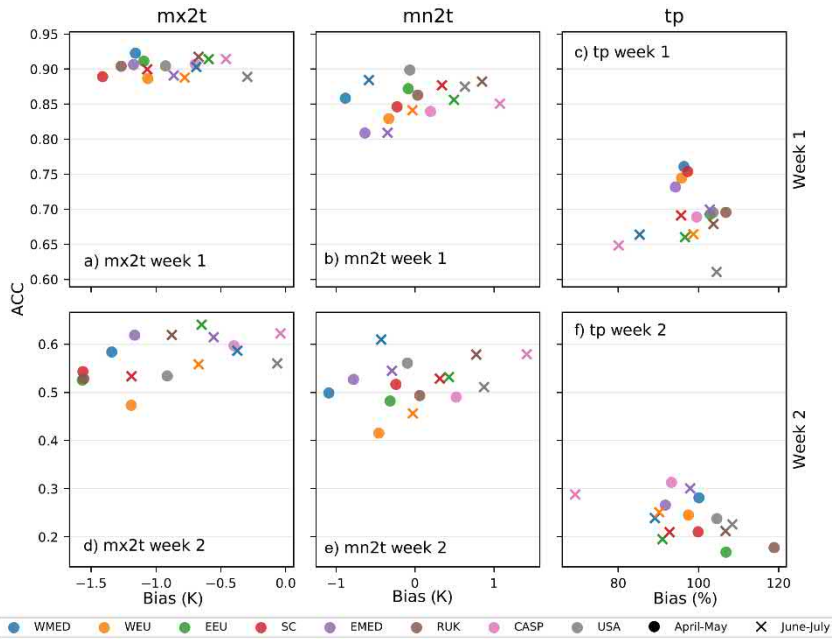 mx2t mn2t tp
0.95
0.90
0.85
0.80
0.75
0.70
0.65
0.60
a) mx2t week 1
b) mn2t week 1
c) tp week 1
Week 1
ACC
0.6
0.5
0.4
0.3
0.2
d) mx2t week 2
e) mn2t week 2
f) tp week 2
Week 2
−1.5 −1.0 −0.5 0.0 −1 0 1 80 100 120
Bias (K) Bias (K) Bias (%)
WMED WEU EEU SC EMED RUK CASP USA April-May June-July